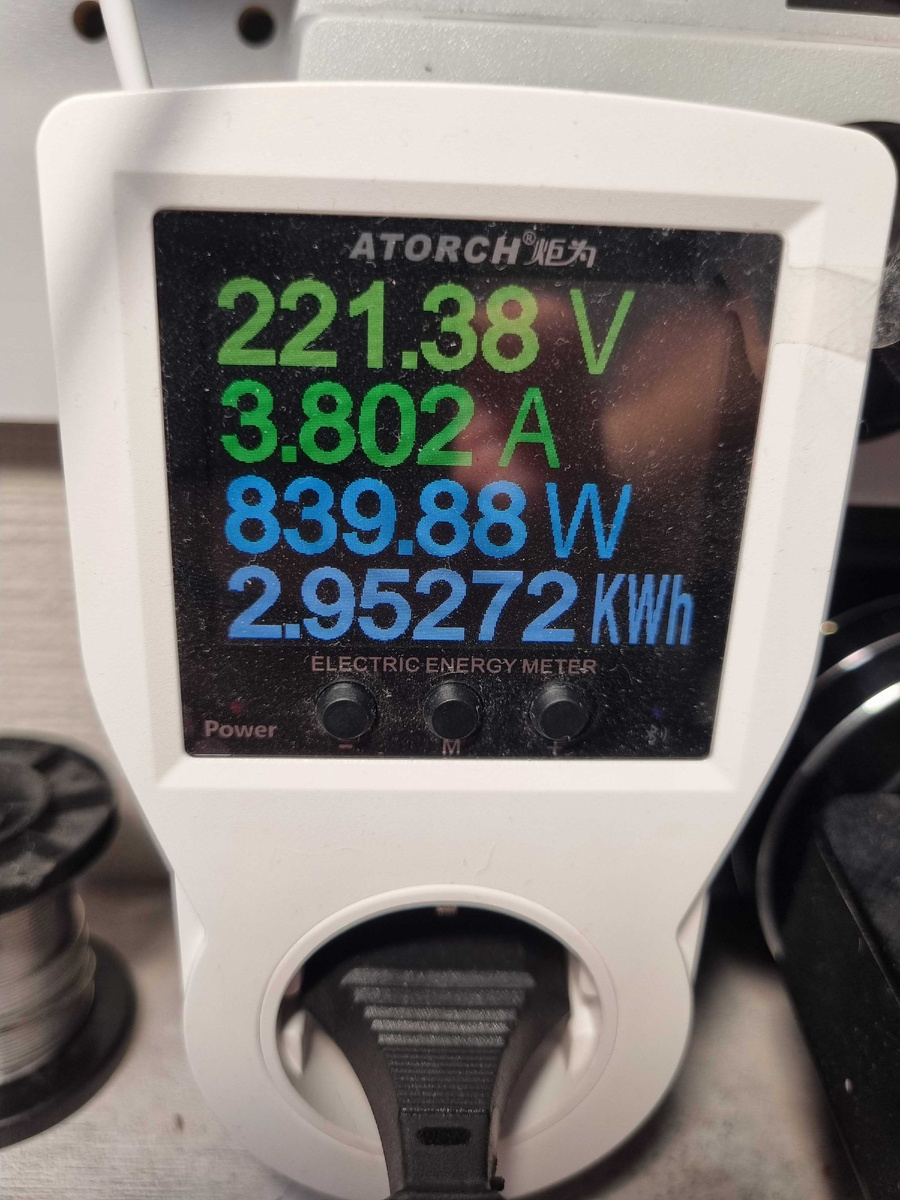 ATORCH®炬为
221.38 V
3.802 A
839.88 W
2.95272 KWh
ELECTRIC ENERGY METER
Power
- M +